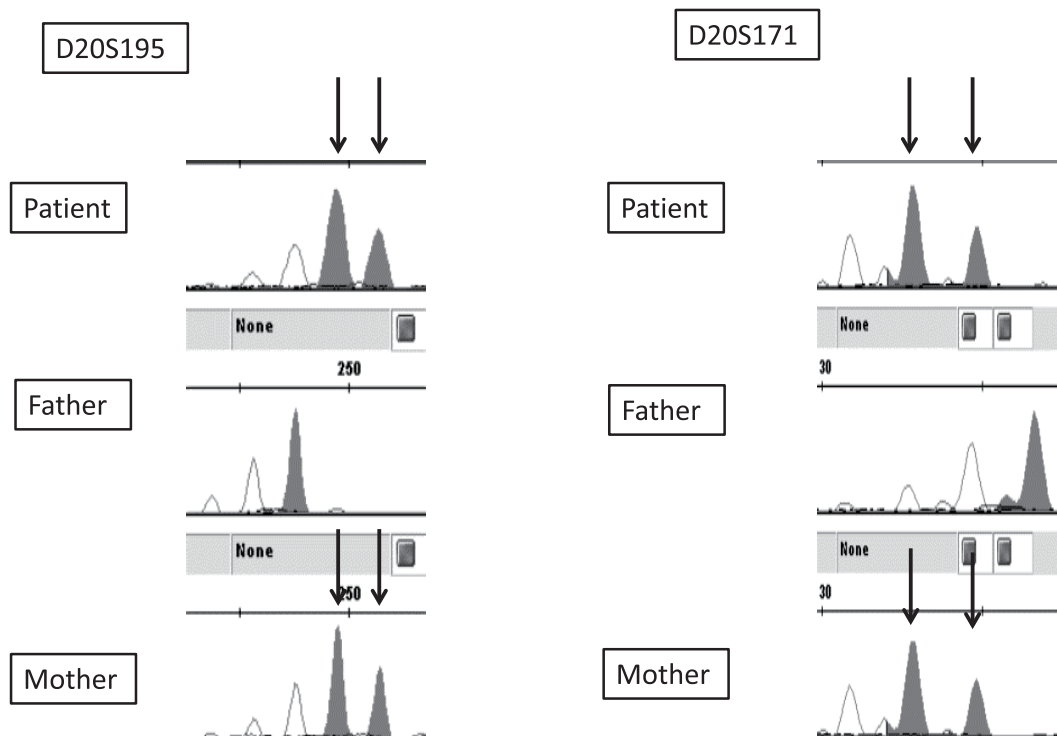 D20S195
D20S171
Patient
Patient
None
None
250
30
Father
Father
None
None
250
30
Mother
Mother